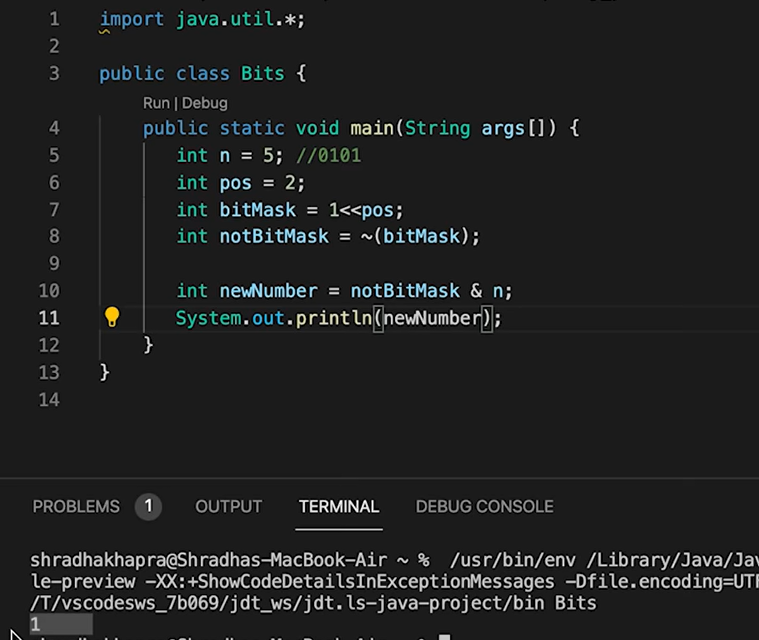 1 import java.util.*;
2
3 public class Bits {
Run | Debug
4 public static void main(String args[]) {
5 int n = 5; //0101
6 int pos = 2;
7 int bitMask = 1<<pos;
8 int notBitMask = ~(bitMask);
9
10 int newNumber = notBitMask & n;
11 System.out.println(newNumber);
12 }
13 }
14
PROBLEMS 1 OUTPUT TERMINAL DEBUG CONSOLE
shradhakhapra@Shradhas-MacBook-Air ~ % /usr/bin/env /Library/Java/Jav
le-preview -XX:+ShowCodeDetailsInExceptionMessages -Dfile.encoding=UTF
/T/vscodesws_7b069/jdt_ws/jdt.ls-java-project/bin Bits
1